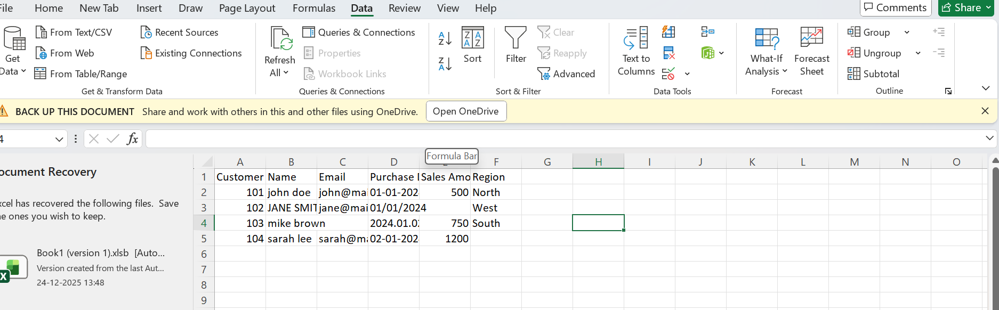 File Home New Tab Insert Draw Page Layout Formulas Data Review View Help Comments Share
Get Data
From Text/CSV
From Web
From Table/Range
Recent Sources
Existing Connections
Get & Transform Data
Refresh All
Queries & Connections
Properties
Workbook Links
Queries & Connections
Sort
Filter
Clear
Reapply
Advanced
Sort & Filter
Text to Columns
Data Tools
What-If Analysis
Forecast Sheet
Forecast
Group
Ungroup
Subtotal
Outline
BACK UP THIS DOCUMENT Share and work with others in this and other files using OneDrive. Open OneDrive
4 fx
Formula Bar
ocument Recovery
xcel has recovered the following files. Save
e ones you wish to keep.
Book1 (version 1).xlsb [Auto...
Version created from the last Aut...
24-12-2025 13:48
A B C D F G H I J K L M N O
1 Customer Name Email Purchase Sales Amo Region
2 101 john doe john@mai 01-01-202 500 North
3 102 JANE SMIT jane@mai 01/01/2024 West
4 103 mike brown 2024.01.02 750 South
5 104 sarah lee sarah@ma 02-01-202 1200
6
7
8
9